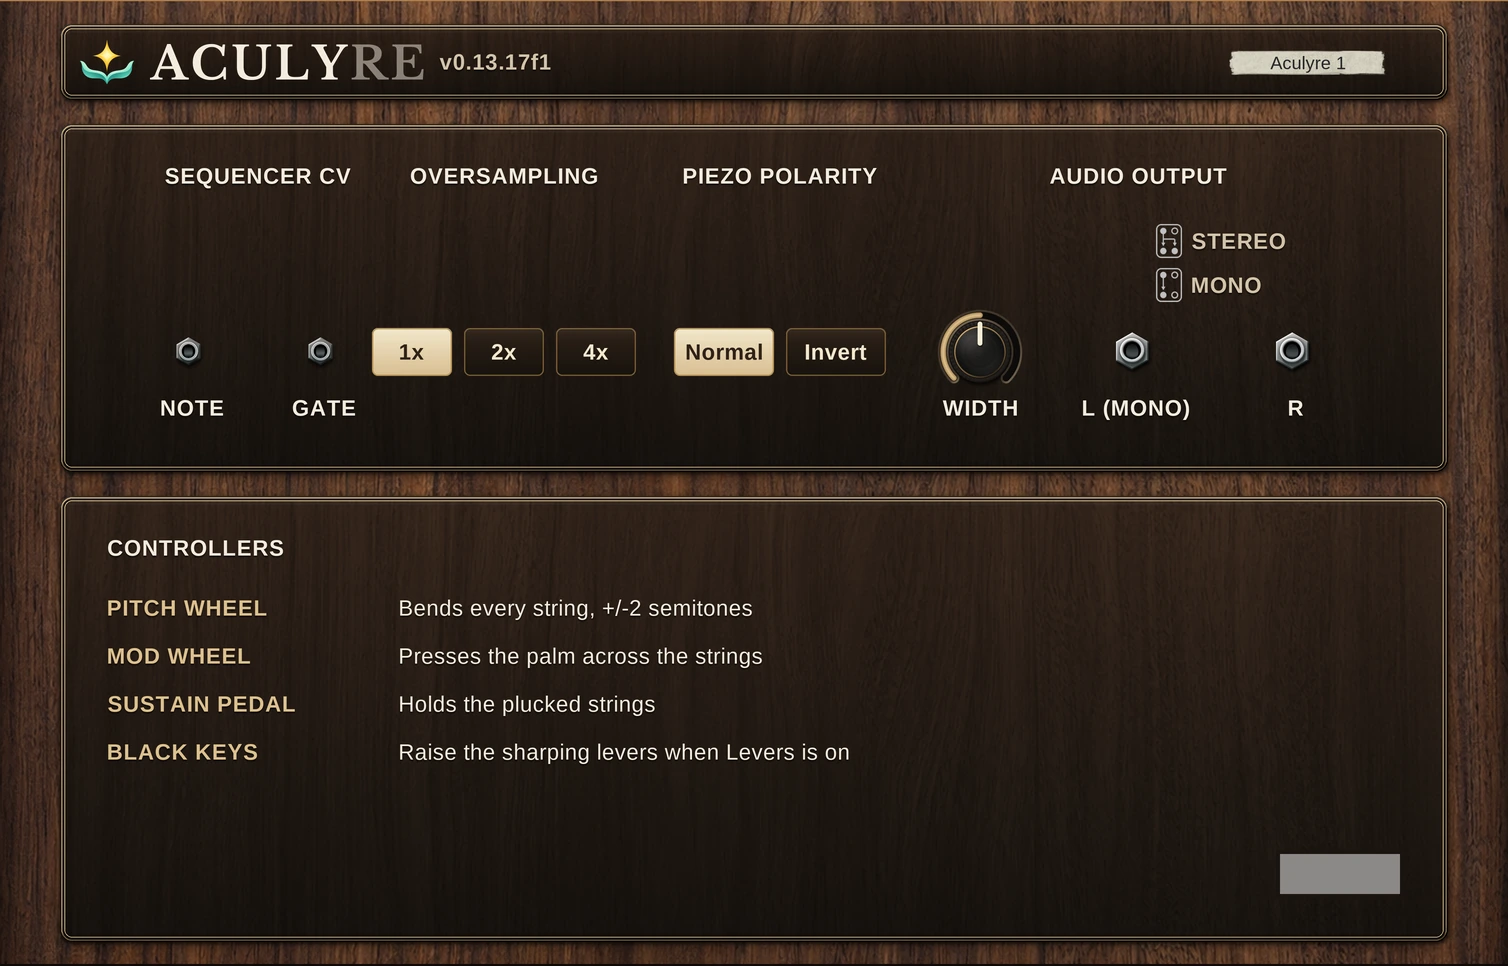 ACULYRE v0.13.17f1
Aculyre 1
SEQUENCER CV
OVERSAMPLING
PIEZO POLARITY
AUDIO OUTPUT
STEREO
MONO
1x
2x
4x
Normal
Invert
NOTE
GATE
WIDTH
L (MONO)
R
CONTROLLERS
PITCH WHEEL Bends every string, +/-2 semitones
MOD WHEEL Presses the palm across the strings
SUSTAIN PEDAL Holds the plucked strings
BLACK KEYS Raise the sharping levers when Levers is on